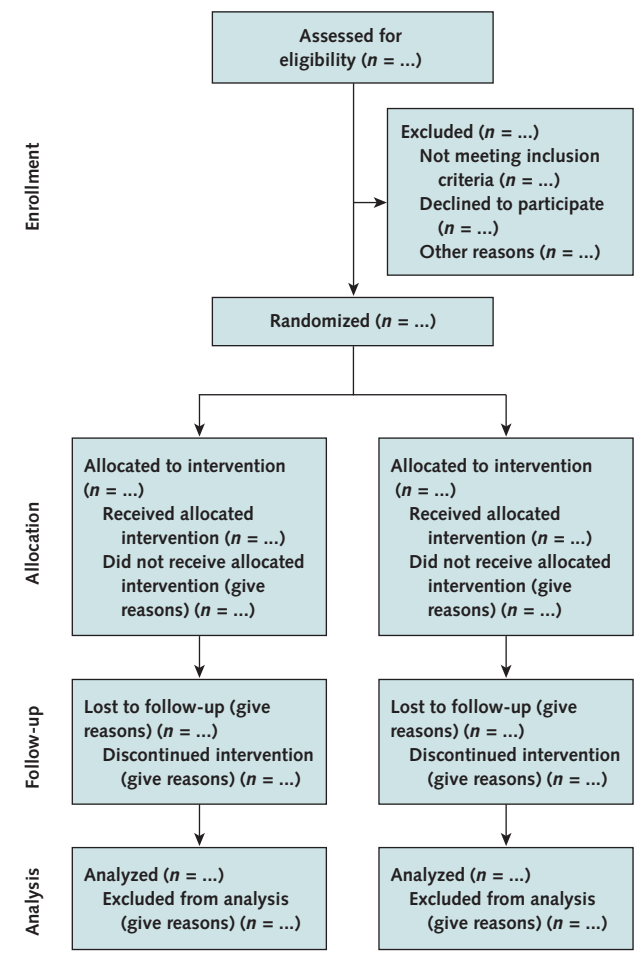 Assessed for
eligibility (n = ...)
Enrollment
Excluded (n = ...)
Not meeting inclusion
criteria (n = ...)
Declined to participate
(n = ...)
Other reasons (n = ...)
Randomized (n = ...)
Allocation
Allocated to intervention
(n = ...)
Received allocated
intervention (n = ...)
Did not receive allocated
intervention (give
reasons) (n = ...)
Allocated to intervention
(n = ...)
Received allocated
intervention (n = ...)
Did not receive allocated
intervention (give
reasons) (n = ...)
Follow-up
Lost to follow-up (give
reasons) (n = ...)
Discontinued intervention
(give reasons) (n = ...)
Lost to follow-up (give
reasons) (n = ...)
Discontinued intervention
(give reasons) (n = ...)
Analysis
Analyzed (n = ...)
Excluded from analysis
(give reasons) (n = ...)
Analyzed (n = ...)
Excluded from analysis
(give reasons) (n = ...)